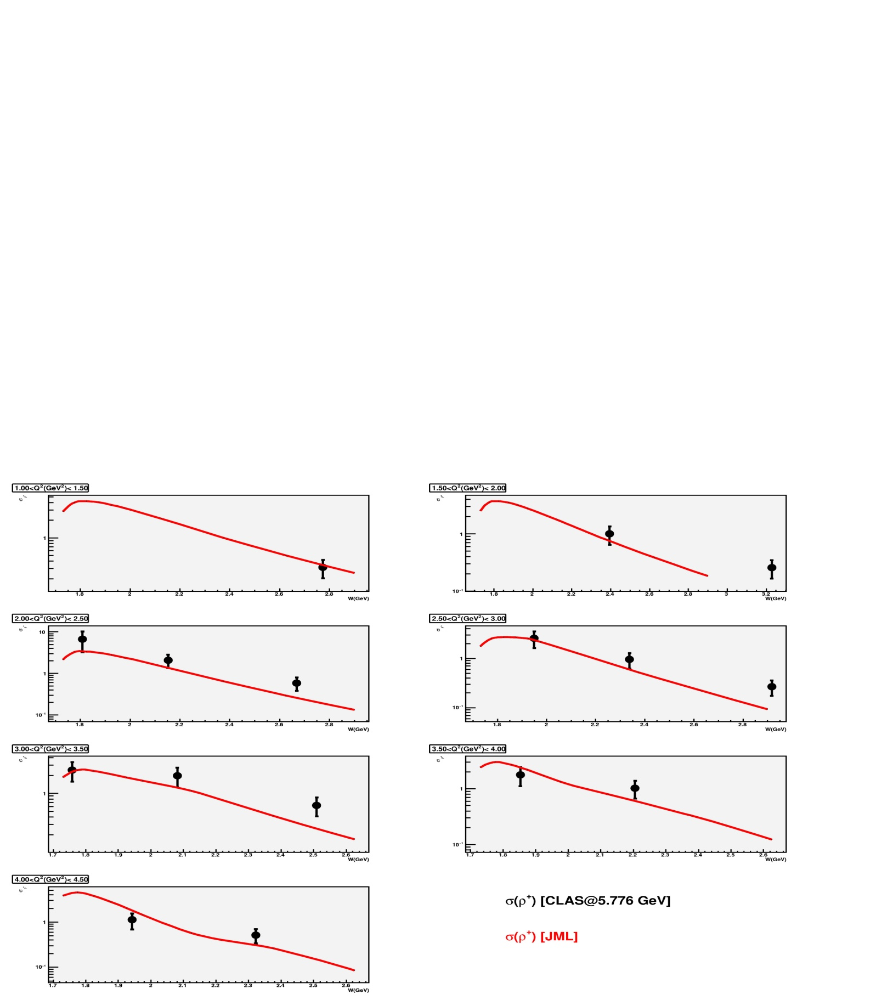 1.00<Q²(GeV²)< 1.50
1
1.8 2 2.2 2.4 2.6 2.8
W(GeV)
1.50<Q²(GeV²)< 2.00
1
10⁻¹
1.8 2 2.2 2.4 2.6 2.8 3 3.2
W(GeV)
2.00<Q²(GeV²)< 2.50
10
1
10⁻¹
1.8 2 2.2 2.4 2.6 2.8
W(GeV)
2.50<Q²(GeV²)< 3.00
1
10⁻¹
1.8 2 2.2 2.4 2.6 2.8
W(GeV)
3.00<Q²(GeV²)< 3.50
1
1.7 1.8 1.9 2 2.1 2.2 2.3 2.4 2.5 2.6
W(GeV)
3.50<Q²(GeV²)< 4.00
1
10⁻¹
1.7 1.8 1.9 2 2.1 2.2 2.3 2.4 2.5 2.6
W(GeV)
4.00<Q²(GeV²)< 4.50
1
10⁻¹
1.7 1.8 1.9 2 2.1 2.2 2.3 2.4 2.5 2.6
W(GeV)
σ(ρ⁺) [CLAS@5.776 GeV]
σ(ρ⁺) [JML]